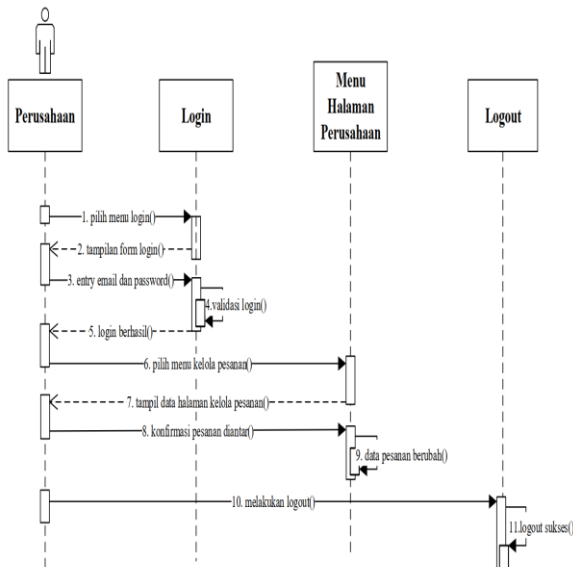 Perusahaan
Login
Menu
Halaman
Perusahaan
Logout
1. pilih menu login()
2. tampilan form login()
3. entry email dan password()
4.validasi login()
5. login berhasil()
6. pilih menu kelola pesanan()
7. tampil data halaman kelola pesanan()
8. konfirmasi pesanan diantar()
9. data pesanan berubah()
10. melakukan logout()
11.logout sukses()